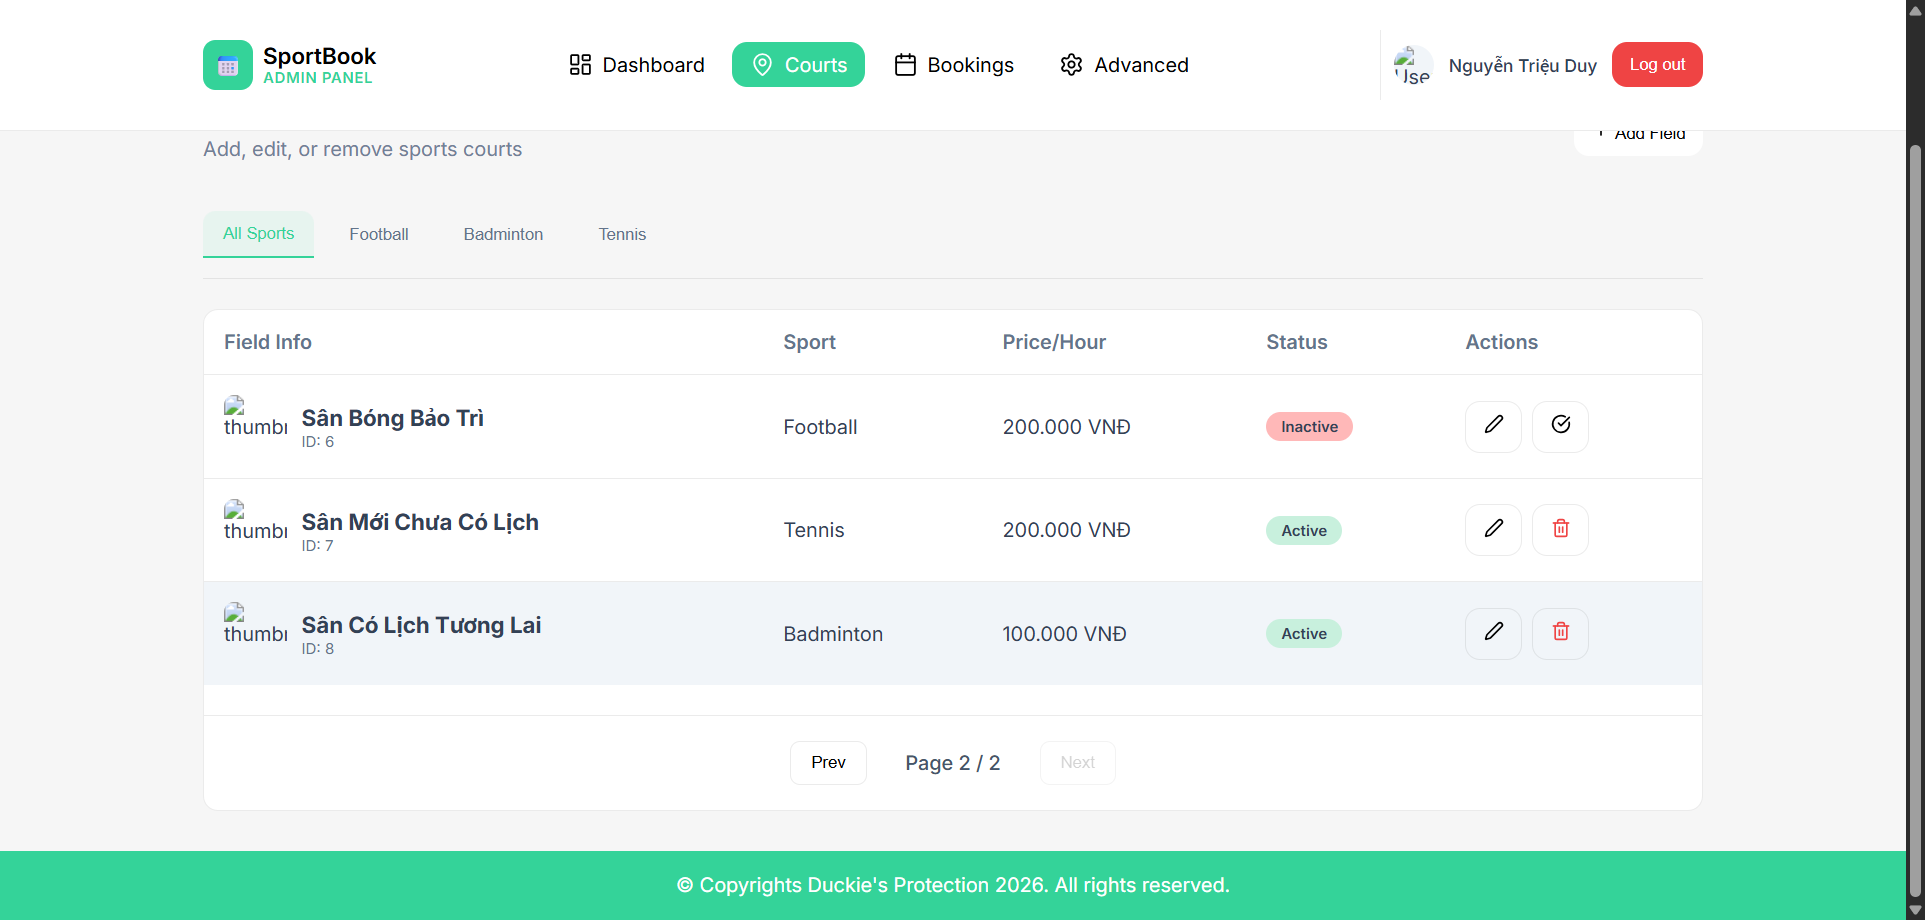 SportBook
ADMIN PANEL
Dashboard
Courts
Bookings
Advanced
Use
Nguyễn Triệu Duy
Log out
Add, edit, or remove sports courts
+ Add Field
All Sports
Football
Badminton
Tennis
Field Info
Sport
Price/Hour
Status
Actions
thumbr
Sân Bóng Bảo Trì
ID: 6
Football
200.000 VNĐ
Inactive
thumbr
Sân Mới Chưa Có Lịch
ID: 7
Tennis
200.000 VNĐ
Active
thumbr
Sân Có Lịch Tương Lai
ID: 8
Badminton
100.000 VNĐ
Active
Prev
Page 2 / 2
Next
© Copyrights Duckie's Protection 2026. All rights reserved.